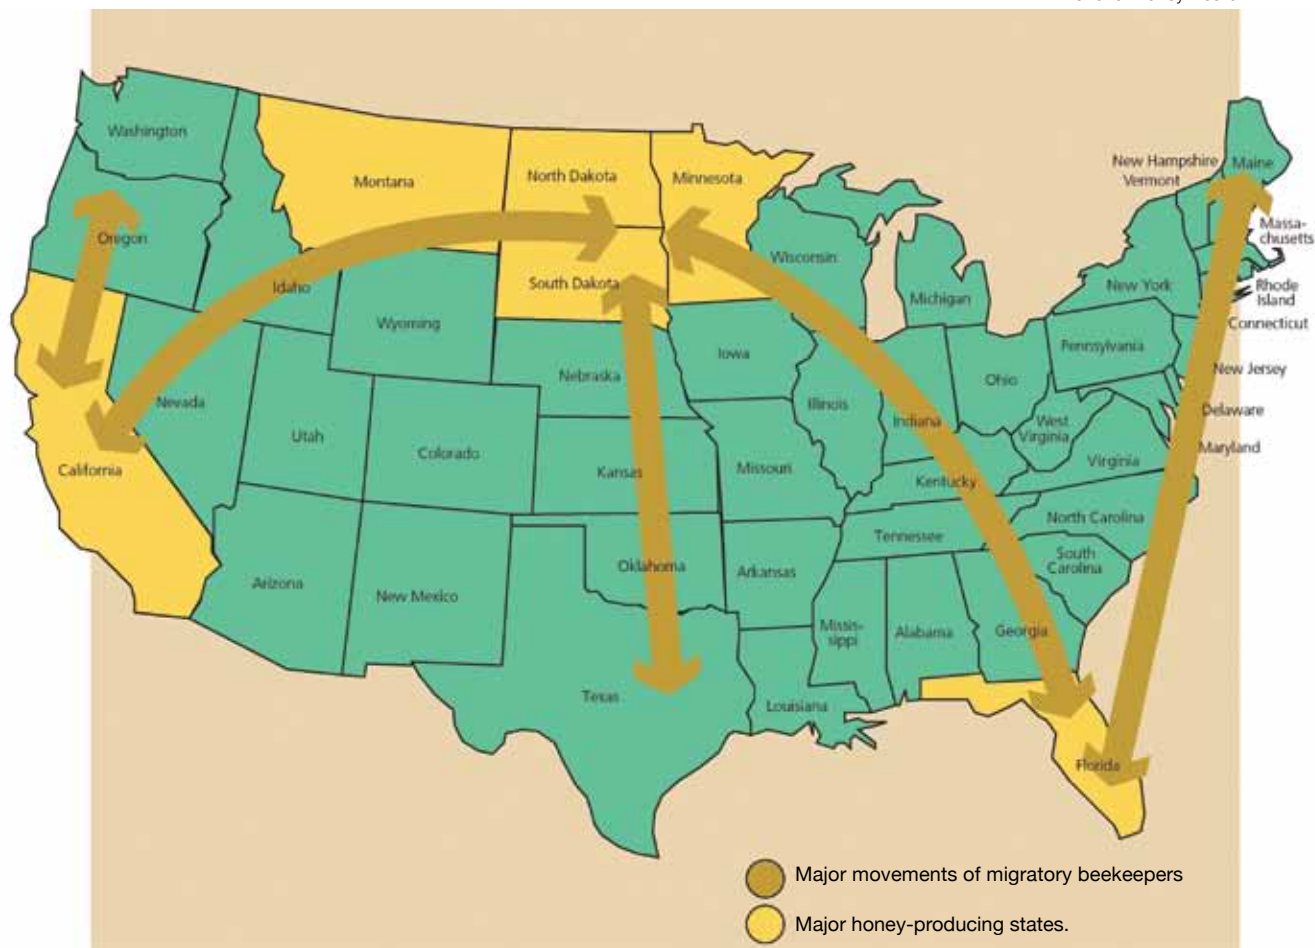 Washington
Montana
North Dakota
Minnesota
New Hampshire
Vermont
Maine
Massa-
chusetts
Oregon
Idaho
South Dakota
Wisconsin
Michigan
New York
Rhode
Island
Connecticut
Wyoming
Iowa
Pennsylvania
New Jersey
Nebraska
Ohio
Nevada
Illinois
Indiana
West
Virginia
Delaware
Utah
Colorado
Maryland
California
Kansas
Missouri
Kentucky
Virginia
North Carolina
Tennessee
South
Carolina
Oklahoma
Arkansas
Arizona
New Mexico
Missis-
sippi
Alabama
Georgia
Texas
Louisiana
Florida
Major movements of migratory beekeepers
Major honey-producing states.